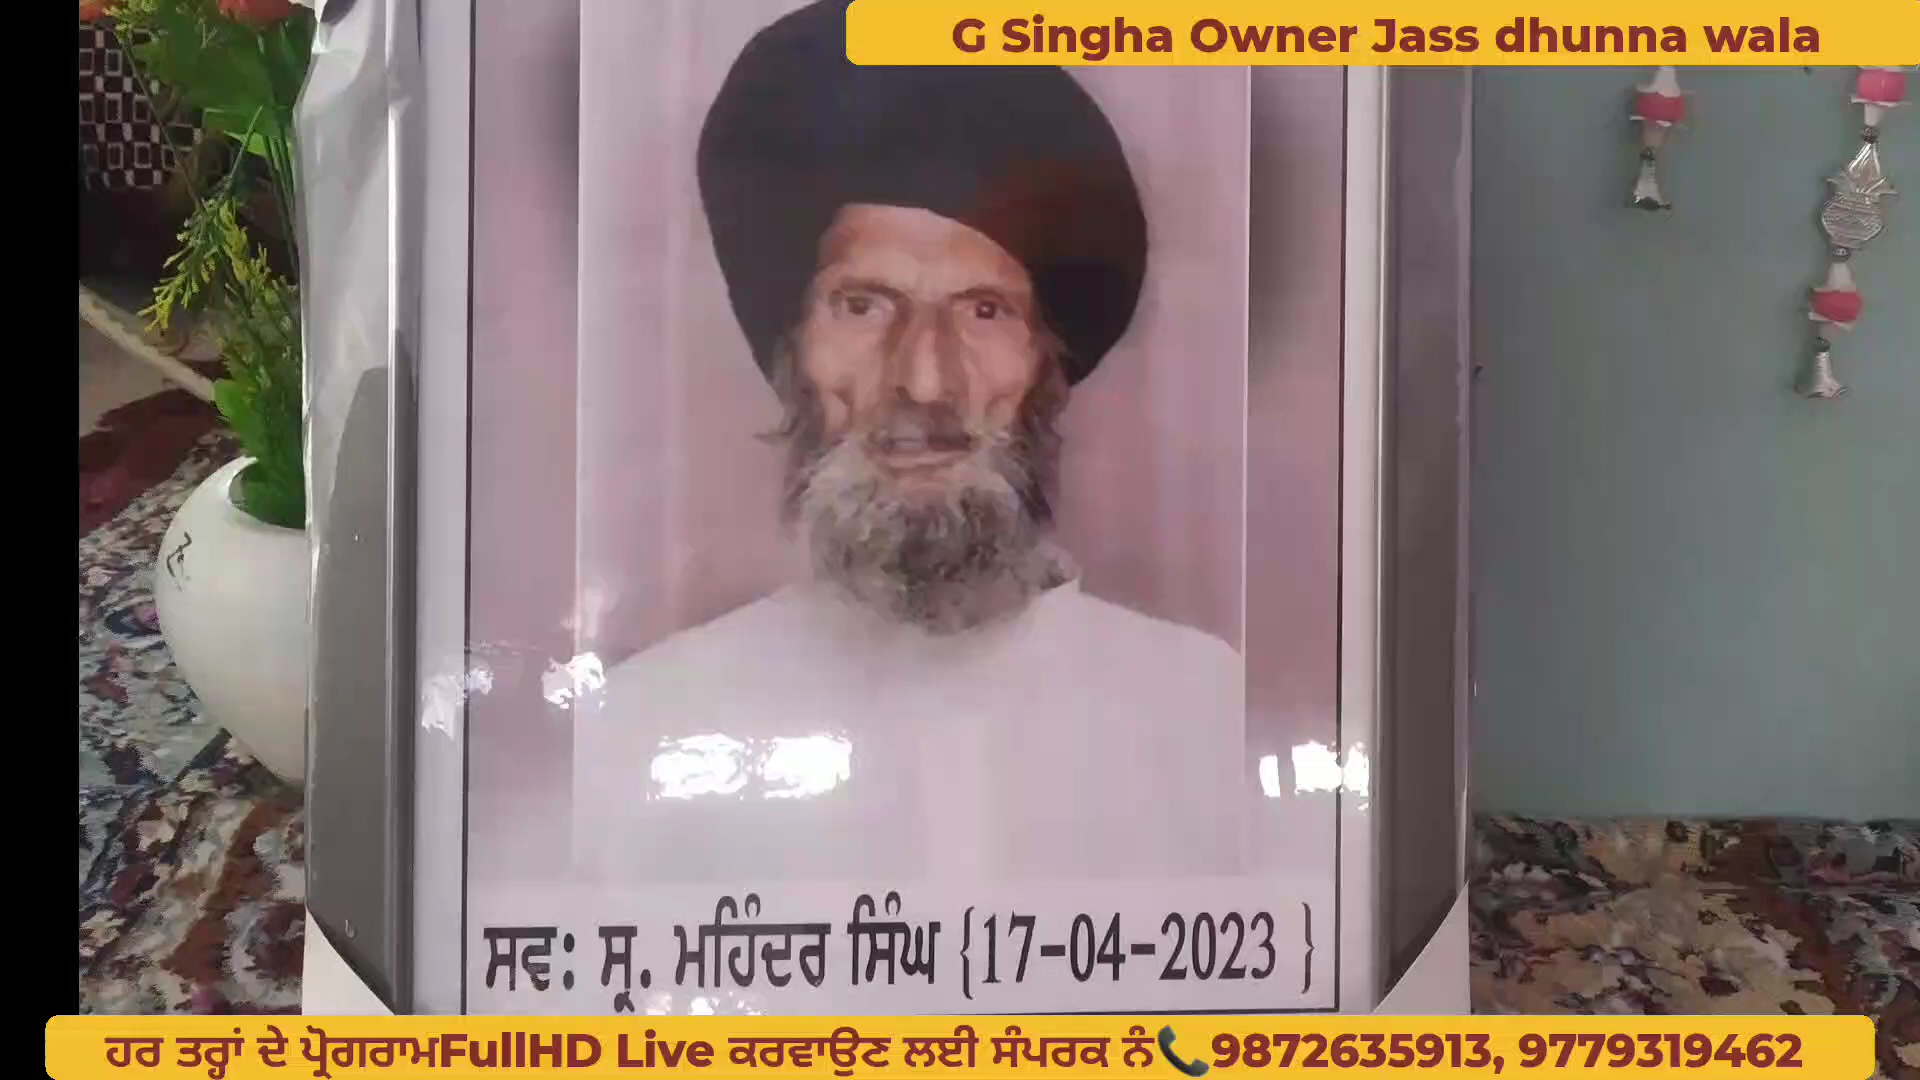 G Singha Owner Jass dhunna wala
ਸਵ: ਸੂ. ਮਹਿੰਦਰ ਸਿੰਘ {17-04-2023 }
ਹਰ ਤਰ੍ਹਾਂ ਦੇ ਪ੍ਰੋਗਰਾਮFullHD Live ਕਰਵਾਉਣ ਲਈ ਸੰਪਰਕ ਨੰ📞9872635913, 9779319462